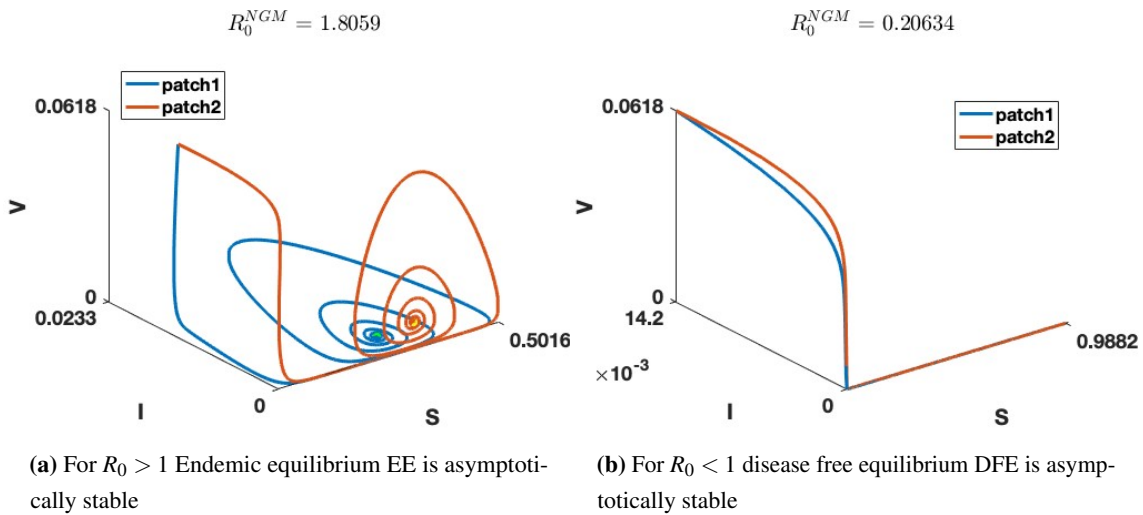 R_0^{NGM} = 1.8059
patch1
patch2
0.0618
V
0
0.0233
I
0
S
0.5016
(a) For R_0 > 1 Endemic equilibrium EE is asymptoti-
cally stable
R_0^{NGM} = 0.20634
patch1
patch2
0.0618
V
0
14.2
×10^{-3}
I
0
S
0.9882
(b) For R_0 < 1 disease free equilibrium DFE is asymp-
totically stable